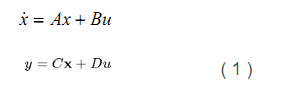 ẋ = Ax + Bu
y = Cx + Du (1)